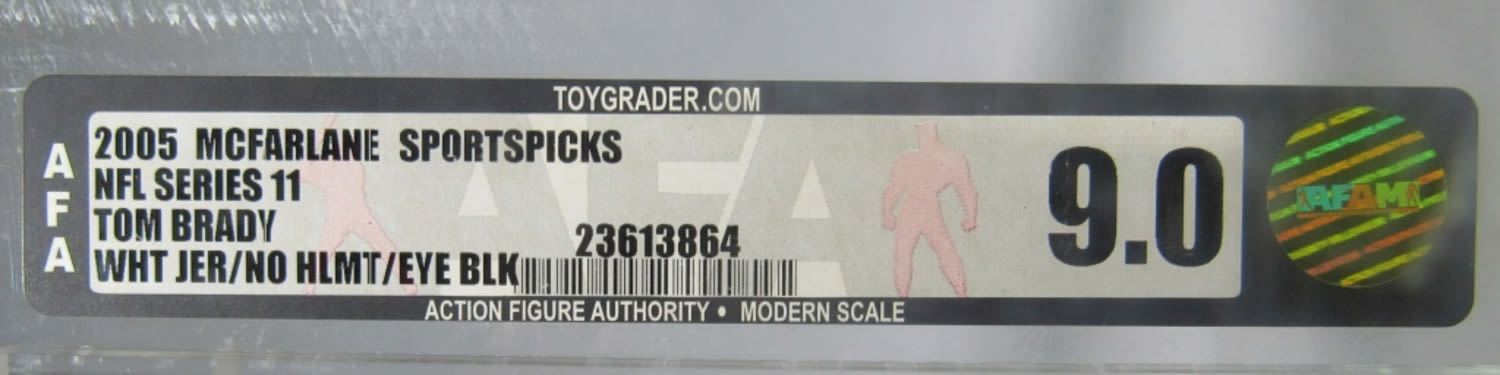 TOYGRADER.COM
AFA
2005 MCFARLANE SPORTSPICKS
NFL SERIES 11
TOM BRADY
WHT JER/NO HLMT/EYE BLK
23613864
9.0
AFAM
ACTION FIGURE AUTHORITY • MODERN SCALE